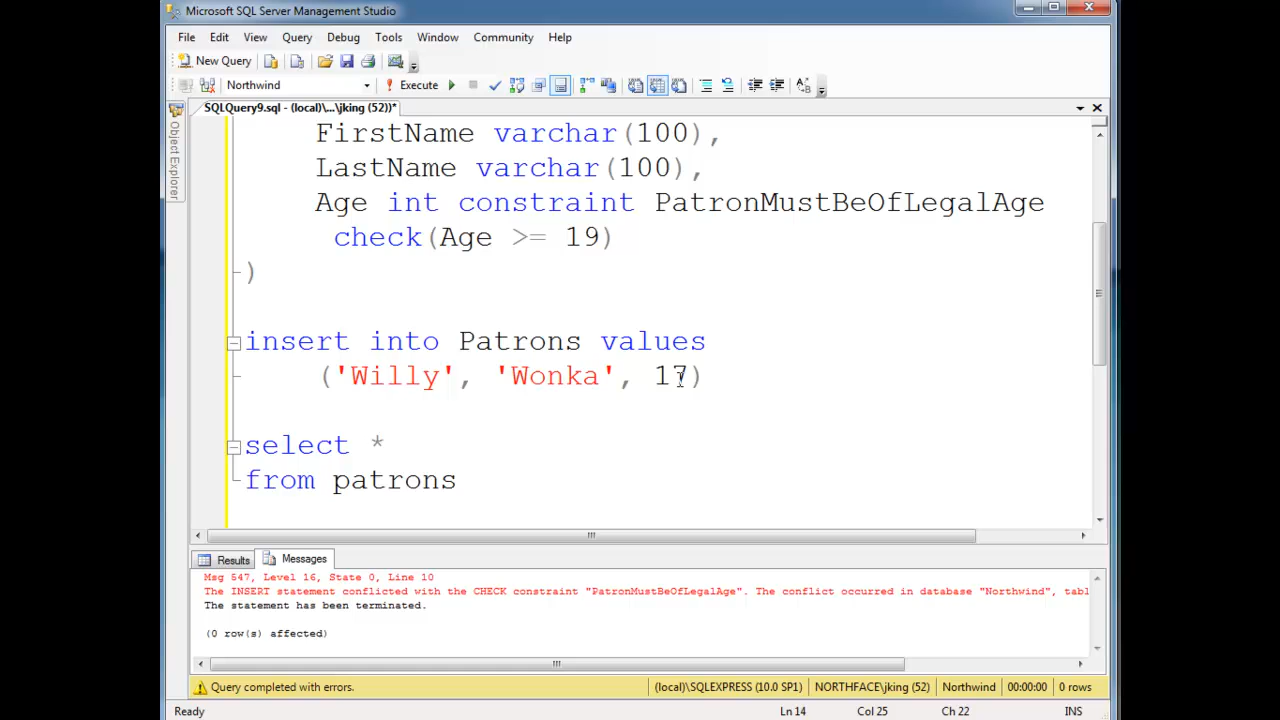 Microsoft SQL Server Management Studio
File Edit View Query Debug Tools Window Community Help
New Query
Northwind Execute
SQLQuery9.sql - (local)\...\jking (52))*
Object Explorer
FirstName varchar(100),
LastName varchar(100),
Age int constraint PatronMustBeOfLegalAge
check(Age >= 19)
)
insert into Patrons values
('Willy', 'Wonka', 17)
select *
from patrons
Results Messages
Msg 547, Level 16, State 0, Line 10
The INSERT statement conflicted with the CHECK constraint "PatronMustBeOfLegalAge". The conflict occurred in database "Northwind", tabl
The statement has been terminated.
(0 row(s) affected)
Query completed with errors. (local)\SQLEXPRESS (10.0 SP1) NORTHFACE\jking (52) Northwind 00:00:00 0 rows
Ready Ln 14 Col 25 Ch 22 INS